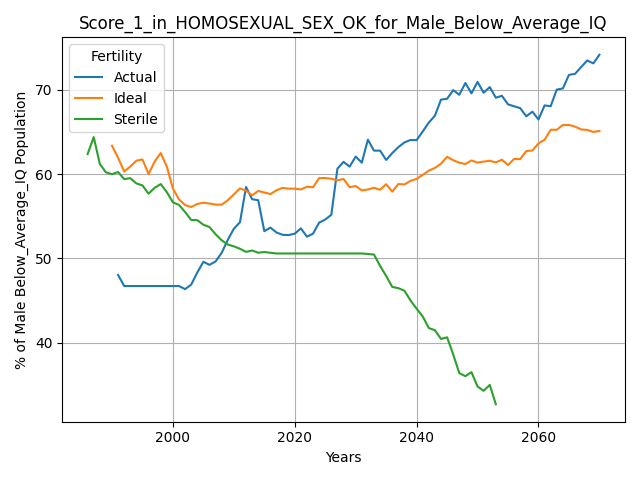 Score_1_in_HOMOSEXUAL_SEX_OK_for_Male_Below_Average_IQ
Fertility
Actual
Ideal
Sterile
% of Male Below_Average_IQ Population
70
60
50
40
2000
2020
2040
2060
Years